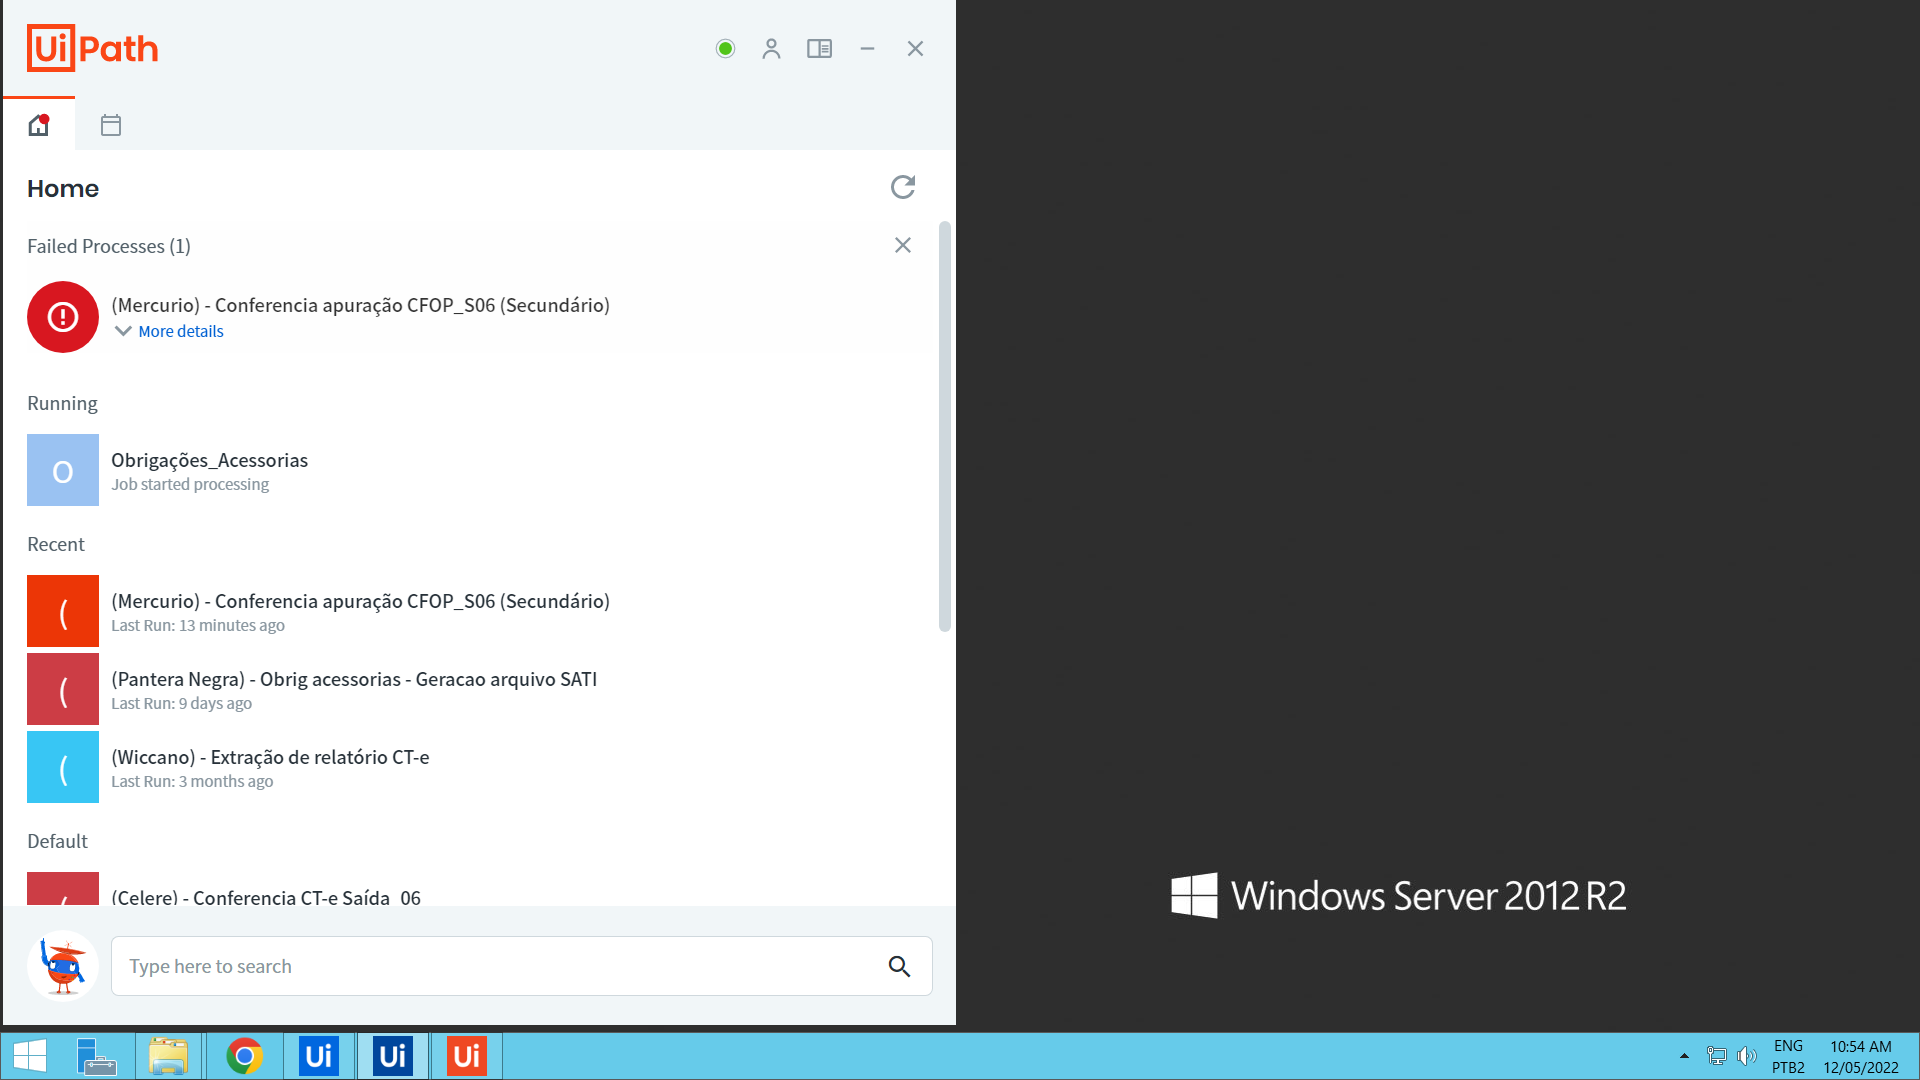 UiPath
Home
Failed Processes (1)
(Mercurio) - Conferencia apuração CFOP_S06 (Secundário)
More details
Running
O
Obrigações_Acessorias
Job started processing
Recent
(
(Mercurio) - Conferencia apuração CFOP_S06 (Secundário)
Last Run: 13 minutes ago
(
(Pantera Negra) - Obrig acessorias - Geracao arquivo SATI
Last Run: 9 days ago
(
(Wiccano) - Extração de relatório CT-e
Last Run: 3 months ago
Default
(
(Celere) - Conferencia CT-e Saída_06
Type here to search
Windows Server 2012 R2
Ui
Ui
Ui
ENG
PTB2
10:54 AM
12/05/2022